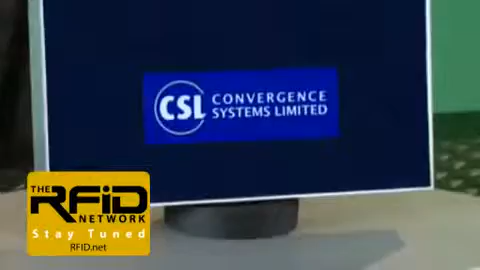 CSL CONVERGENCE
SYSTEMS LIMITED
THE
RFiD
NETWORK
Stay Tuned
RFID.net